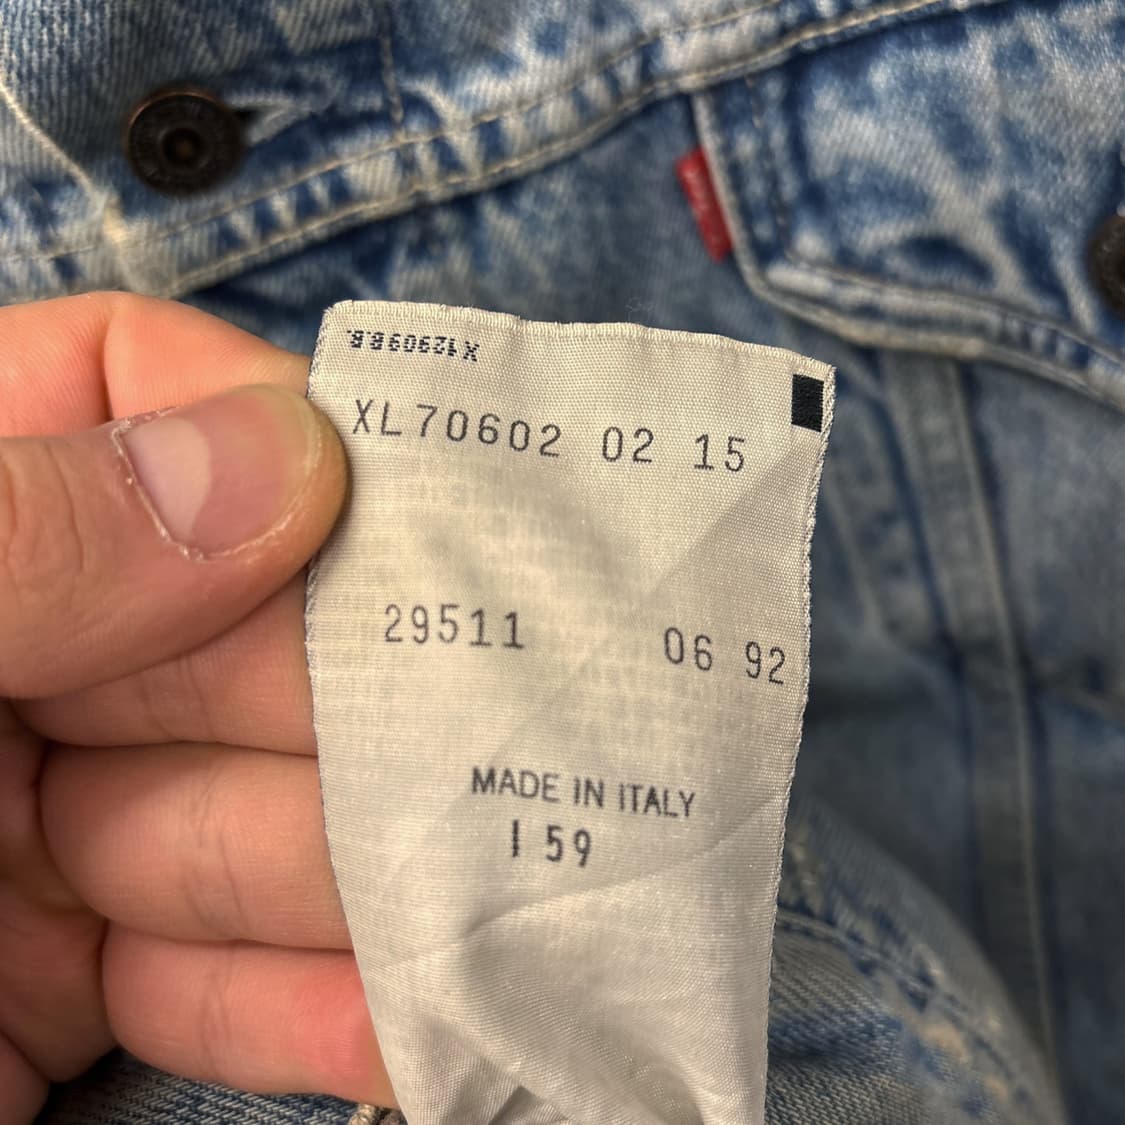 X12909B.B.
XL70602 02 15
29511 06 92
MADE IN ITALY
I 59